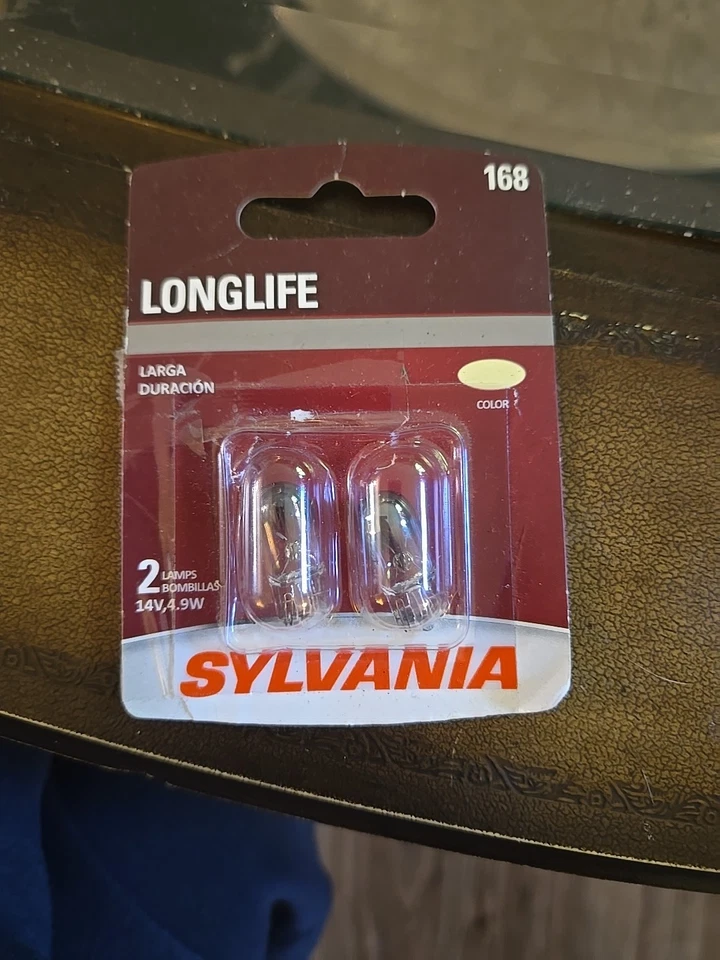 168
LONGLIFE
LARGA
DURACIÓN
COLOR
2 LAMPS
BOMBILLAS
14V,4.9W
SYLVANIA